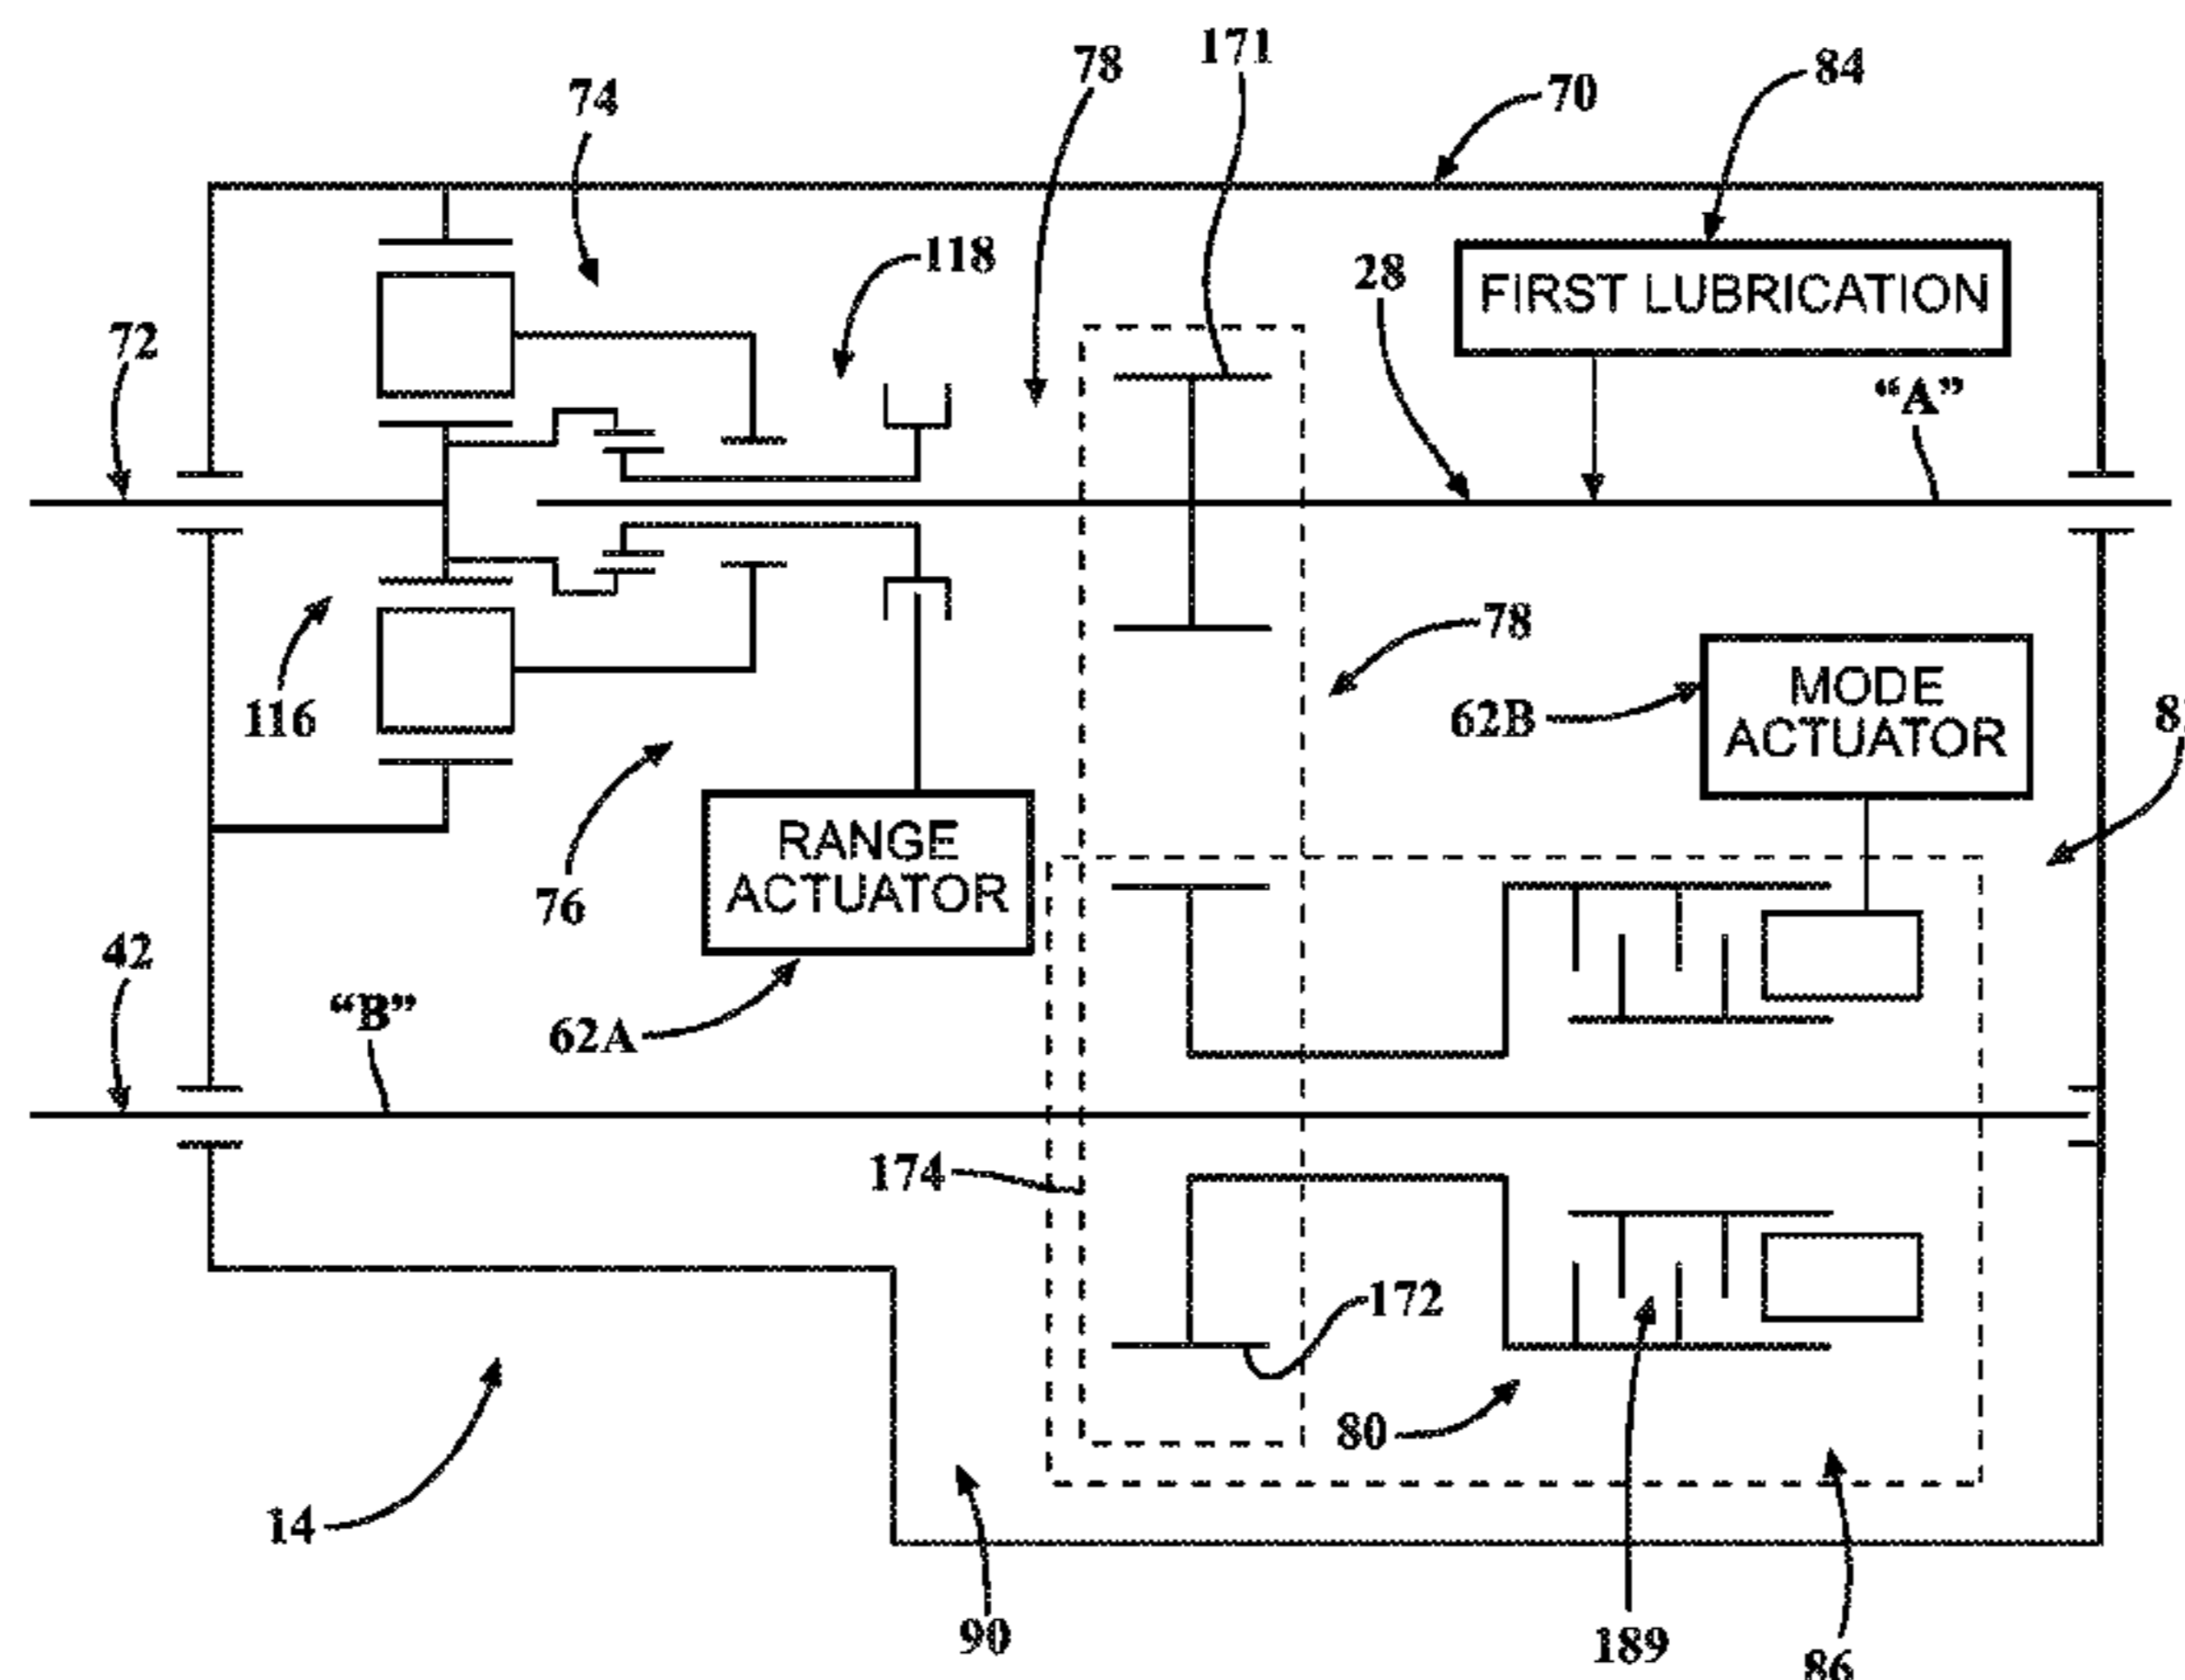 171
78
84
70
74
118
28
FIRST LUBRICATION
72
"A"
78
MODE
ACTUATOR
62B
116
76
RANGE
ACTUATOR
42
"B"
62A
174
172
80
14
90
189
86